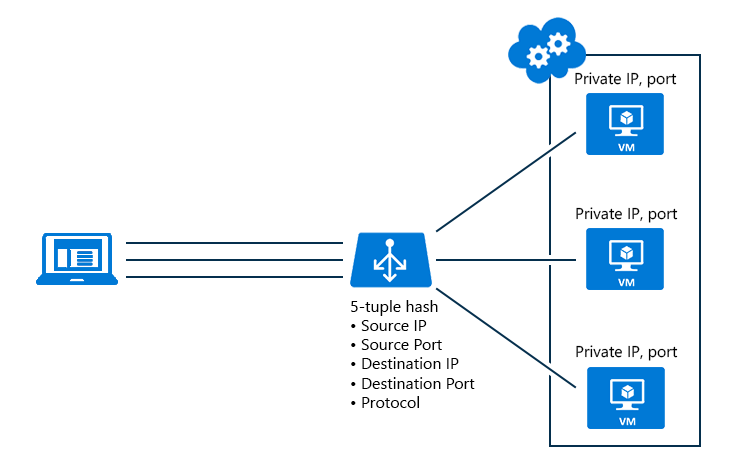 Private IP, port
VM
Private IP, port
VM
5-tuple hash
• Source IP
• Source Port
• Destination IP
• Destination Port
• Protocol
Private IP, port
VM